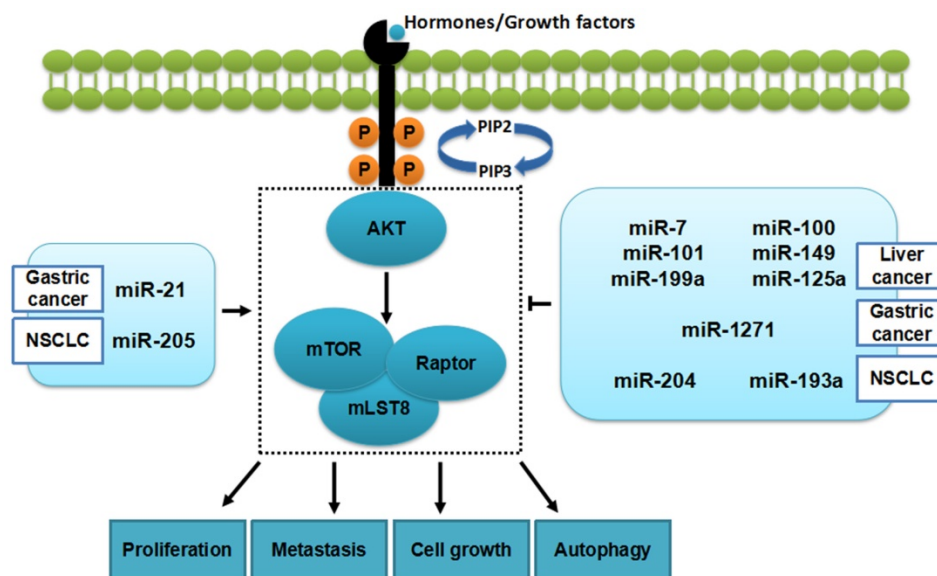 Hormones/Growth factors
P P
PIP2
P P
PIP3
AKT
mTOR
Raptor
mLST8
Gastric
cancer
miR-21
NSCLC
miR-205
miR-7
miR-100
miR-101
miR-149
miR-199a
miR-125a
Liver
cancer
miR-1271
Gastric
cancer
miR-204
miR-193a
NSCLC
Proliferation
Metastasis
Cell growth
Autophagy